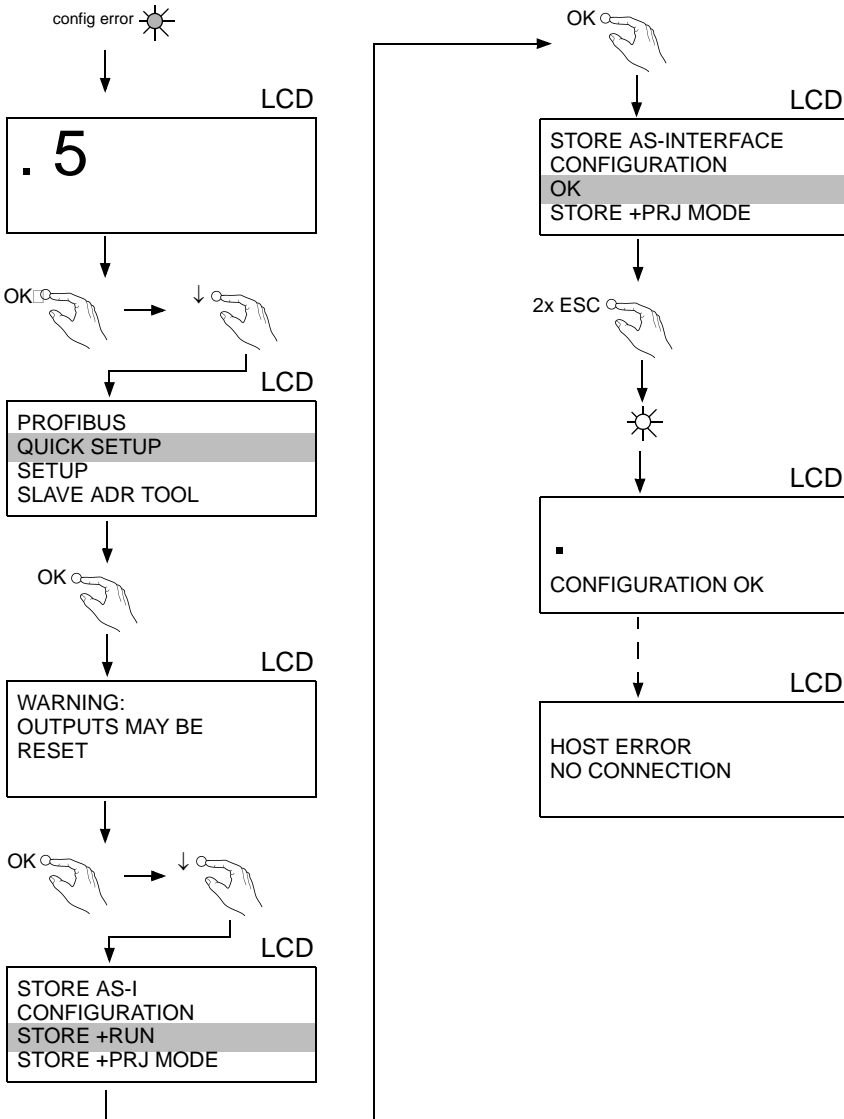 config error
LCD
. 5
OK
↓
LCD
PROFIBUS
QUICK SETUP
SETUP
SLAVE ADR TOOL
OK
LCD
WARNING:
OUTPUTS MAY BE
RESET
OK
↓
LCD
STORE AS-I
CONFIGURATION
STORE +RUN
STORE +PRJ MODE
OK
LCD
STORE AS-INTERFACE
CONFIGURATION
OK
STORE +PRJ MODE
2x ESC
LCD
.
CONFIGURATION OK
LCD
HOST ERROR
NO CONNECTION